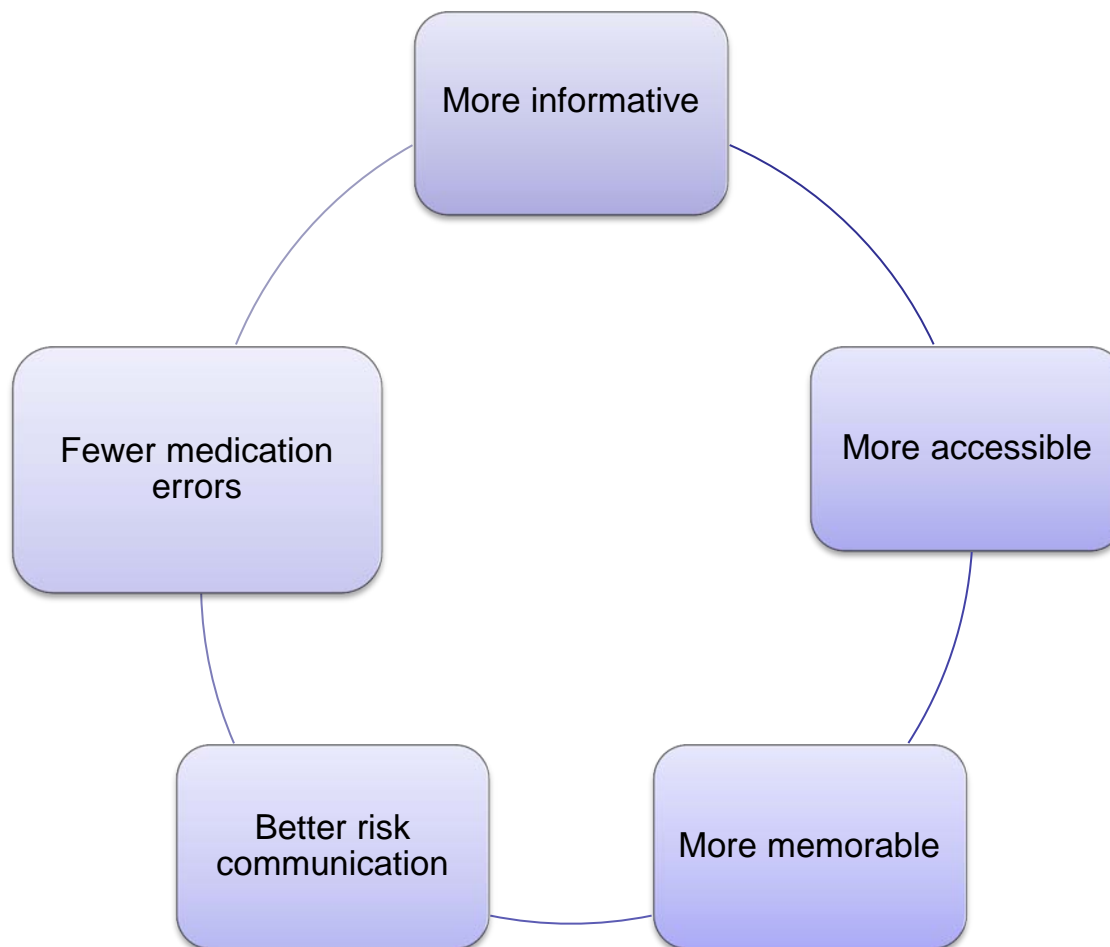 More informative
More accessible
More memorable
Better risk
communication
Fewer medication
errors